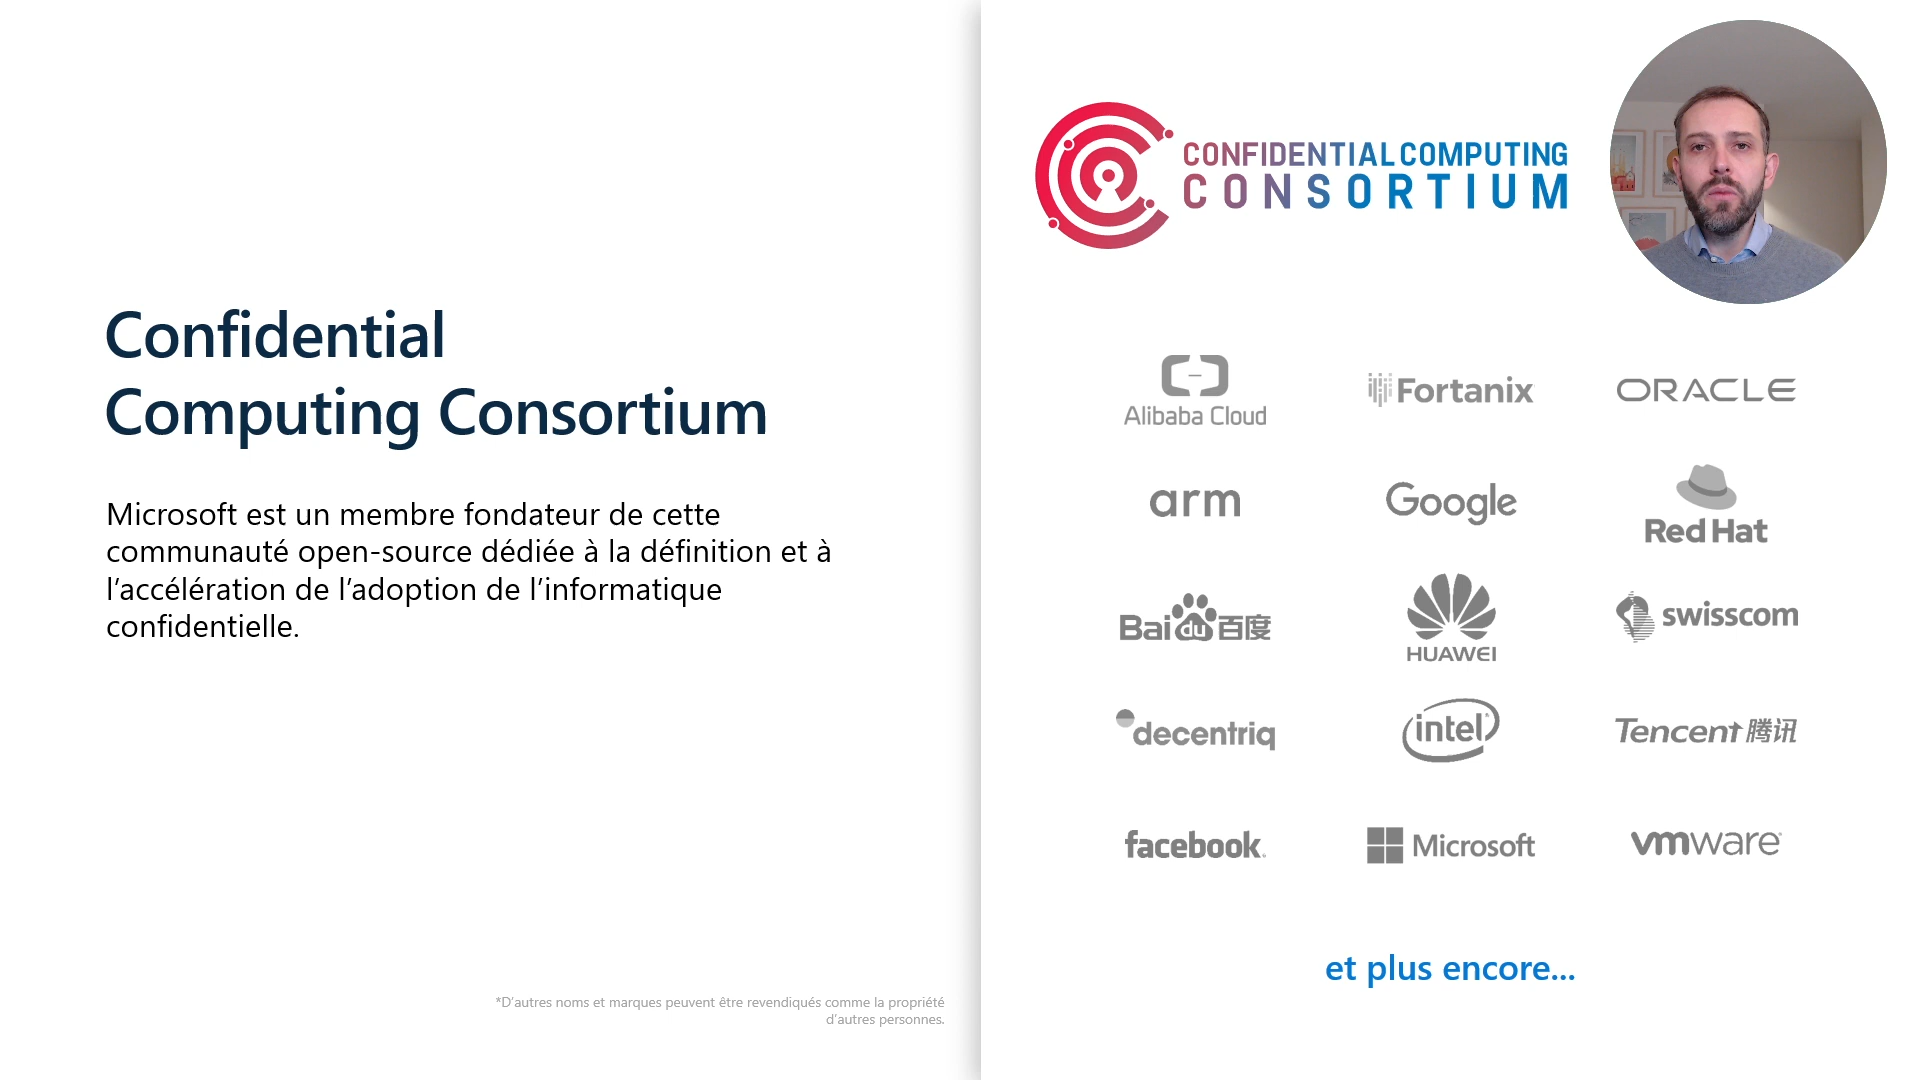 Confidential
Computing Consortium
Microsoft est un membre fondateur de cette
communauté open-source dédiée à la définition et à
l’accélération de l’adoption de l’informatique
confidentielle.
*D’autres noms et marques peuvent être revendiqués comme la propriété
d’autres personnes.
CONFIDENTIAL COMPUTING
CONSORTIUM
Alibaba Cloud
Fortanix
ORACLE
arm
Google
Red Hat
Bai du 百度
HUAWEI
swisscom
decentriq
intel
Tencent 腾讯
facebook
Microsoft
vmware
et plus encore...